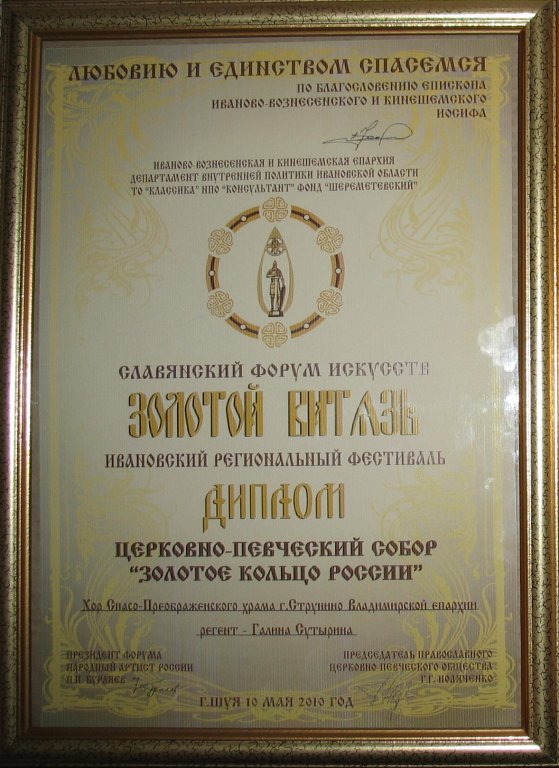 ЛЮБОВИЮ И ЕДИНСТВОМ СПАСЕМСЯ
ПО БЛАГОСЛОВЕНИЮ ЕПИСКОПА
ИВАНОВО-ВОЗНЕСЕНСКОГО И КИНЕШЕМСКОГО
ИОСИФА
ИВАНОВО-ВОЗНЕСЕНСКАЯ И КИНЕШЕМСКАЯ ЕПАРХИЯ
ДЕПАРТАМЕНТ ВНУТРЕННЕЙ ПОЛИТИКИ ИВАНОВСКОЙ ОБЛАСТИ
ТО "КЛАССИКА" НПО "КОНСУЛЬТАНТ" ФОНД "ШЕРЕМЕТЕВСКИЙ"
СЛАВЯНСКИЙ ФОРУМ ИСКУССТВ
ЗОЛОТОЙ ВИТЯЗЬ
ИВАНОВСКИЙ РЕГИОНАЛЬНЫЙ ФЕСТИВАЛЬ
ДИПЛОМ
ЦЕРКОВНО-ПЕВЧЕСКИЙ СОБОР
"ЗОЛОТОЕ КОЛЬЦО РОССИИ"
Хор Спасо-Преображенского храма г.Струнино Владимирской епархии
регент - Галина Сутырина
ПРЕЗИДЕНТ ФОРУМА
НАРОДНЫЙ АРТИСТ РОССИИ
Н.П. БУРЛЯЕВ
ПРЕДСЕДАТЕЛЬ ПРАВОСЛАВНОГО
ЦЕРКОВНО ПЕВЧЕСКОГО ОБЩЕСТВА
Г.Г. ПОЛЯЧЕНКО
Г.ШУЯ 10 МАЯ 2010 ГОД